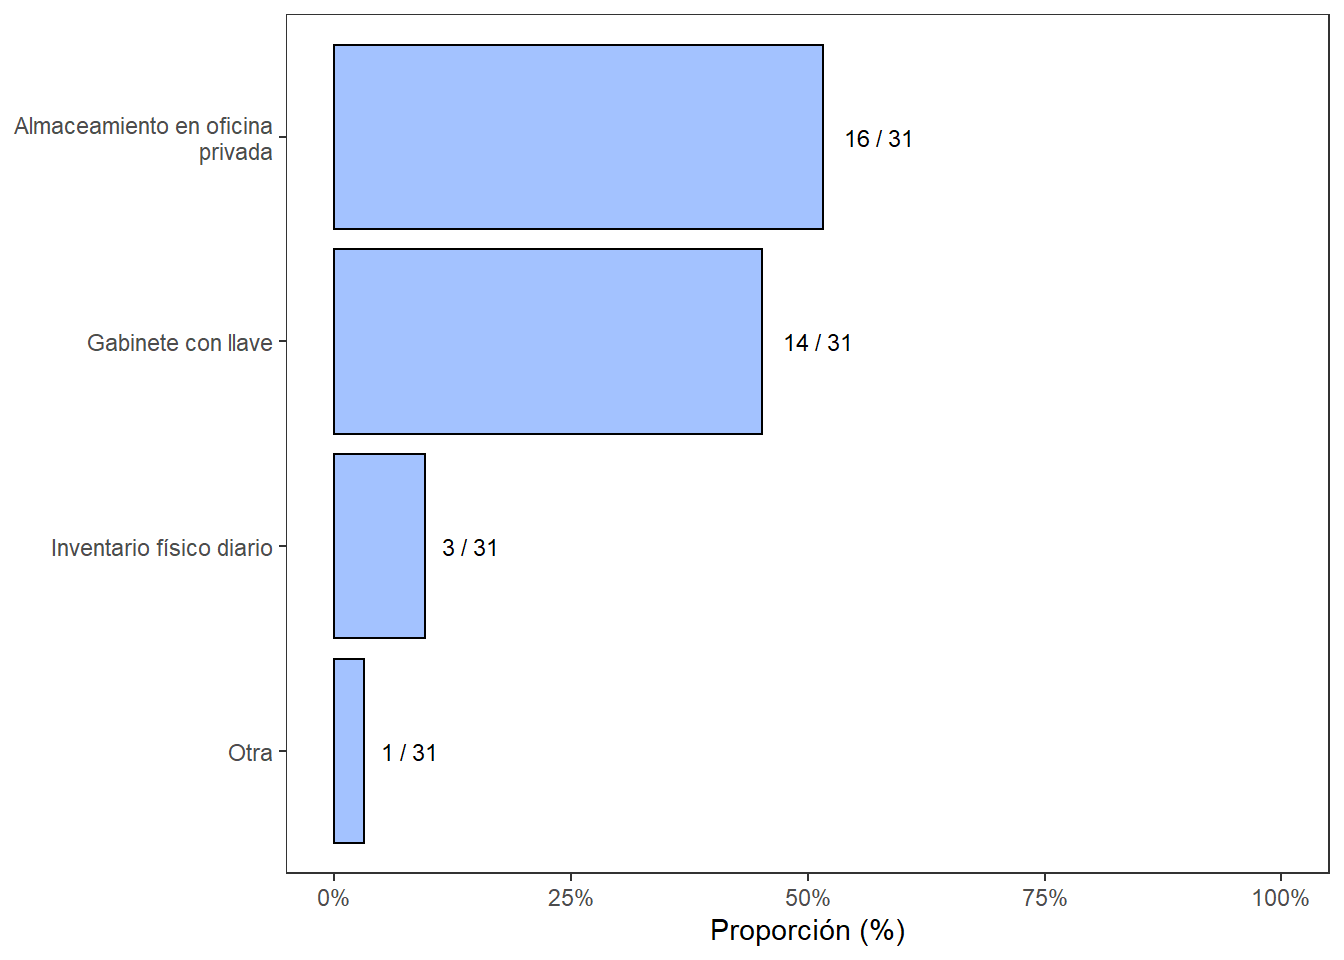 Almaceamiento en oficina
privada
16 / 31
Gabinete con llave
14 / 31
Inventario físico diario
3 / 31
Otra
1 / 31
0%
25%
50%
75%
100%
Proporción (%)